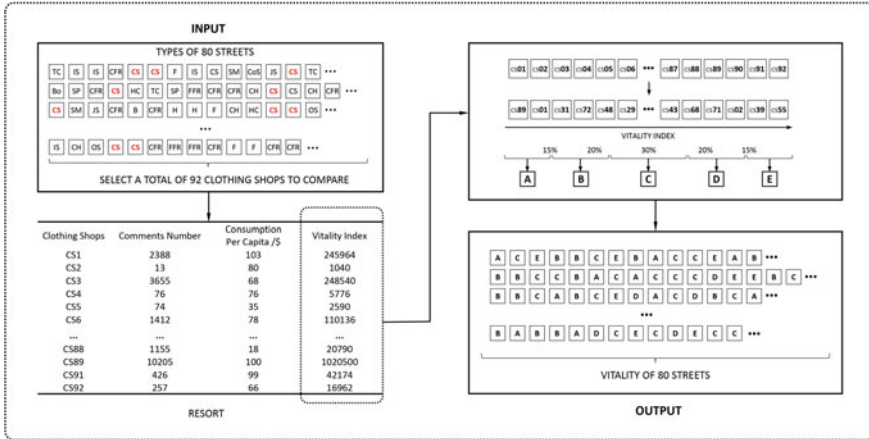 INPUT
TYPES OF 80 STREETS
TC IS IS CFR CS CS F IS CS SM CoS JS CS TC ...
Bo SP CFR CS HC TC SP FFR CFR CFR CH CS CS CH CFR ...
CS SM JS CFR B CFR H H F CH HC CS CS OS ...
...
IS CH OS CS CS CFR FFR FFR CFR F F CFR CFR ...
SELECT A TOTAL OF 92 CLOTHING SHOPS TO COMPARE
Clothing Shops Comments Number Consumption Per Capita /$ Vitality Index
CS1 2388 103 245964
CS2 13 80 1040
CS3 3655 68 248540
CS4 76 76 5776
CS5 74 35 2590
CS6 1412 78 110136
... ... ... ...
CS88 1155 18 20790
CS89 10205 100 1020500
CS91 426 99 42174
CS92 257 66 16962
RESORT
CS01 CS02 CS03 CS04 CS05 CS06 ... CS87 CS88 CS89 CS90 CS91 CS92
CS89 CS01 CS31 CS72 CS48 CS29 ... CS43 CS68 CS71 CS02 CS39 CS55
VITALITY INDEX
15% 20% 30% 20% 15%
A B C D E
A C E B B C E B A C C E A B ...
B B C C B A C A C C C D E E B C ...
B B C A B C E D A C D B C A ...
...
B A B B A D C E C D E C C ...
VITALITY OF 80 STREETS
OUTPUT